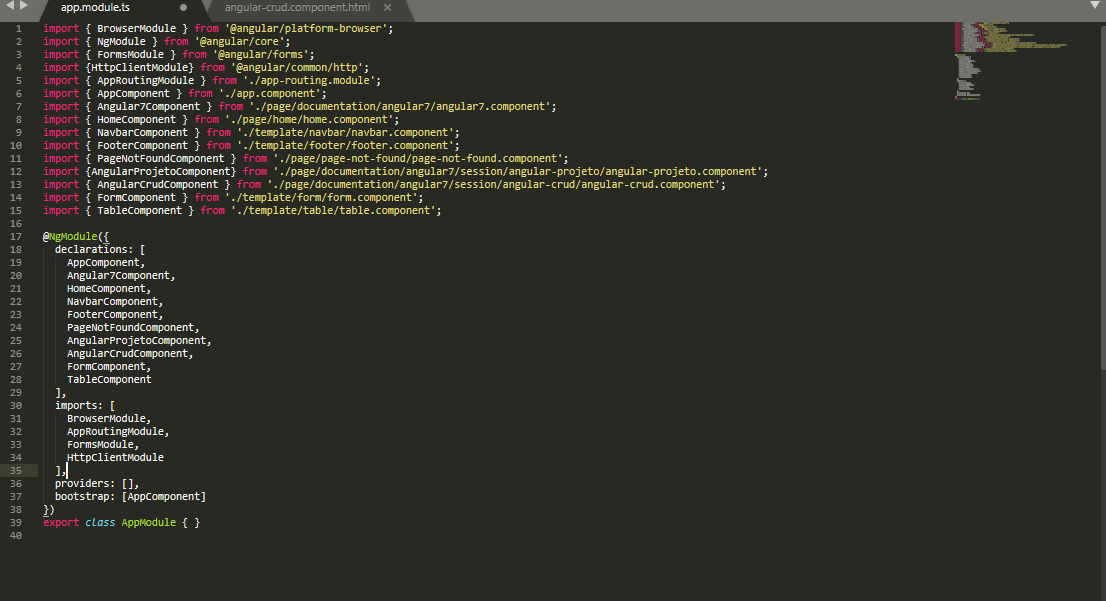 app.module.ts
angular-crud.component.html
1 import { BrowserModule } from '@angular/platform-browser';
2 import { NgModule } from '@angular/core';
3 import { FormsModule } from '@angular/forms';
4 import {HttpClientModule} from '@angular/common/http';
5 import { AppRoutingModule } from './app-routing.module';
6 import { AppComponent } from './app.component';
7 import { Angular7Component } from './page/documentation/angular7/angular7.component';
8 import { HomeComponent } from './page/home/home.component';
9 import { NavbarComponent } from './template/navbar/navbar.component';
10 import { FooterComponent } from './template/footer/footer.component';
11 import { PageNotFoundComponent } from './page/page-not-found/page-not-found.component';
12 import {AngularProjetoComponent} from './page/documentation/angular7/session/angular-projeto/angular-projeto.component';
13 import { AngularCrudComponent } from './page/documentation/angular7/session/angular-crud/angular-crud.component';
14 import { FormComponent } from './template/form/form.component';
15 import { TableComponent } from './template/table/table.component';
16
17 @NgModule({
18   declarations: [
19     AppComponent,
20     Angular7Component,
21     HomeComponent,
22     NavbarComponent,
23     FooterComponent,
24     PageNotFoundComponent,
25     AngularProjetoComponent,
26     AngularCrudComponent,
27     FormComponent,
28     TableComponent
29   ],
30   imports: [
31     BrowserModule,
32     AppRoutingModule,
33     FormsModule,
34     HttpClientModule
35   ],
36   providers: [],
37   bootstrap: [AppComponent]
38 })
39 export class AppModule { }
40